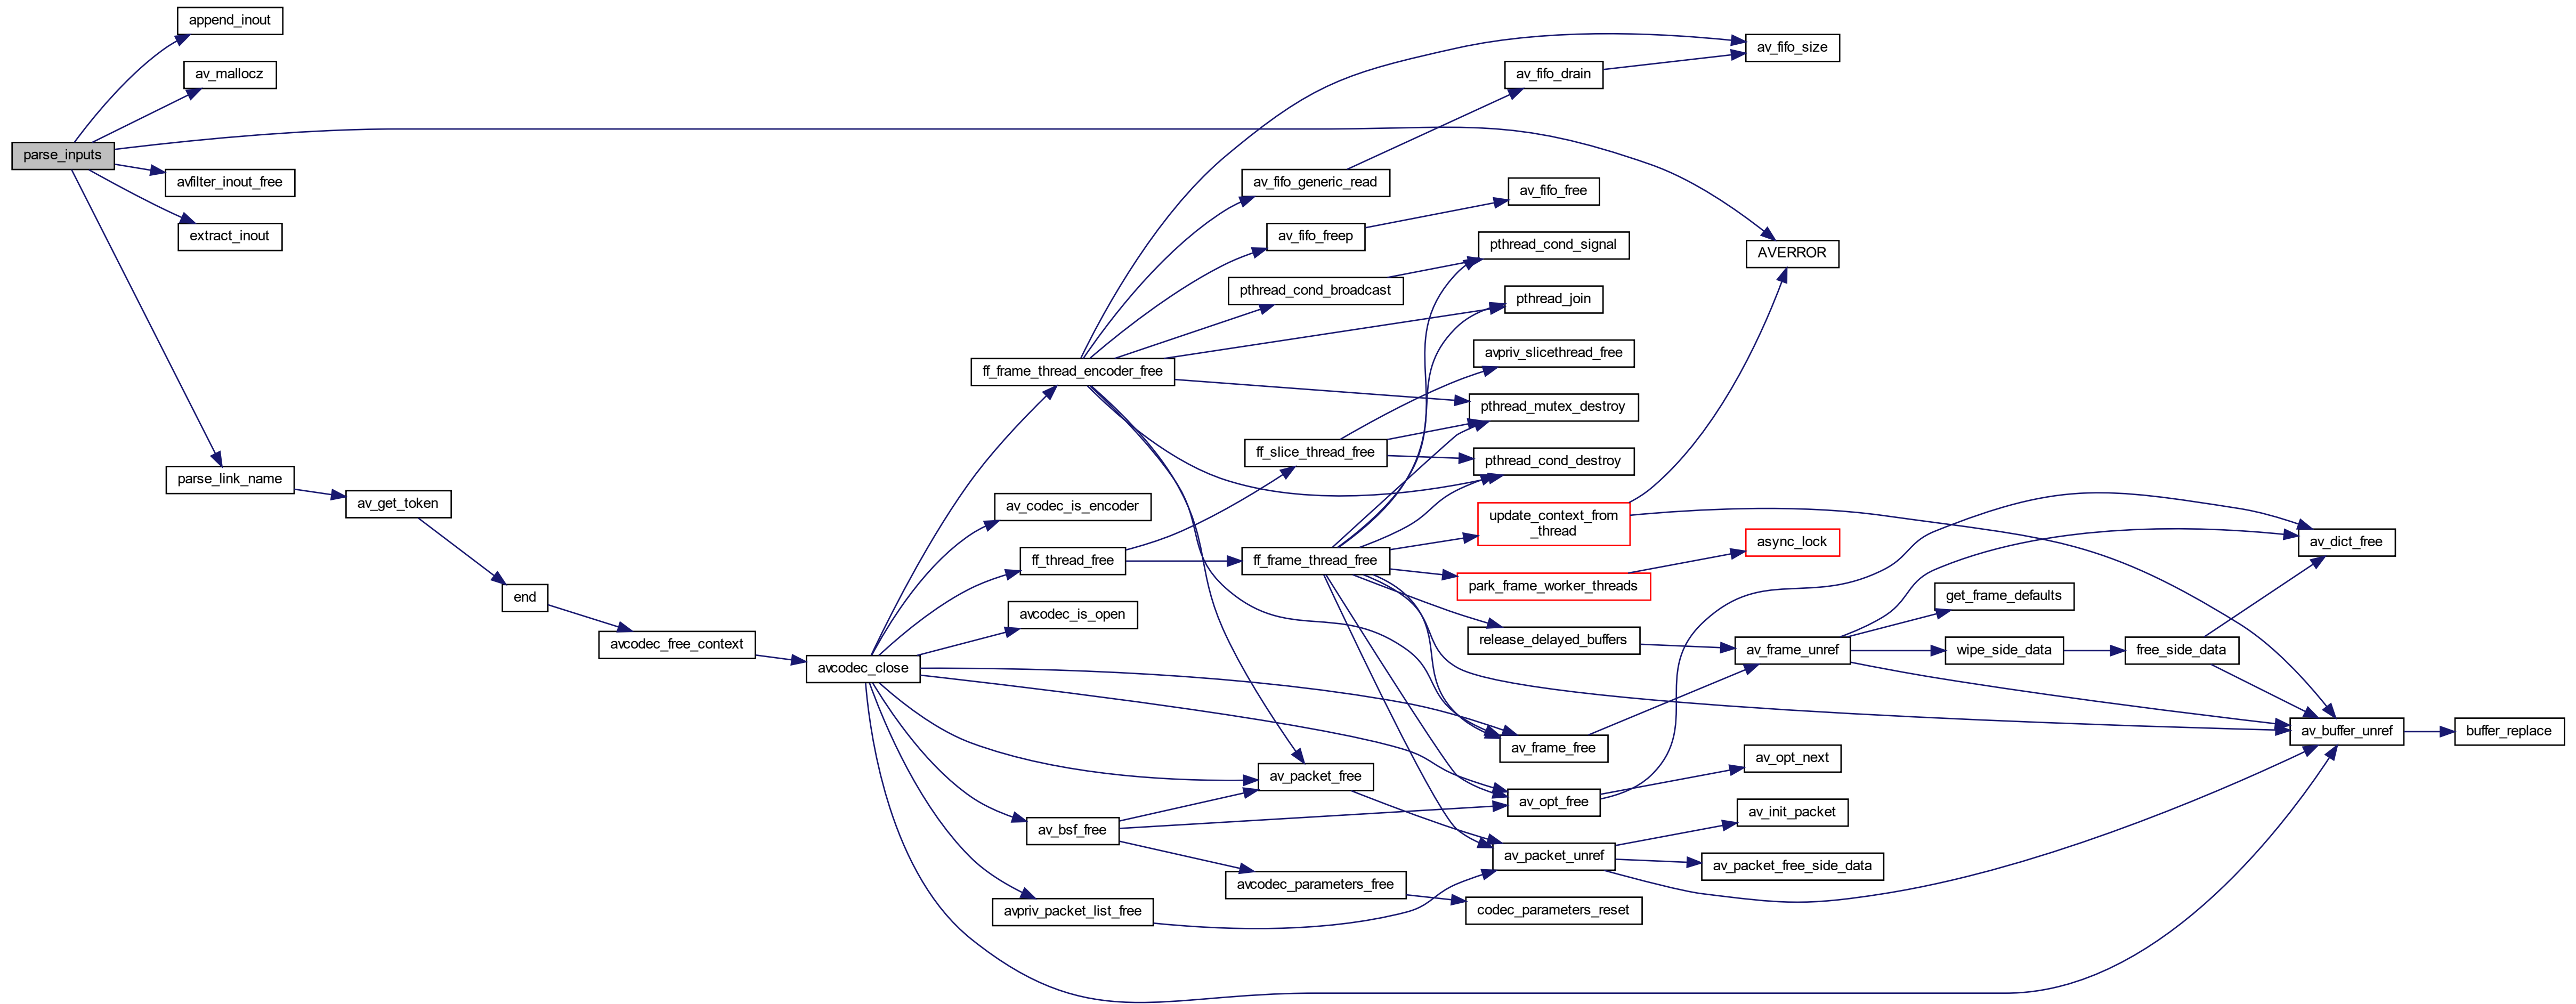 parse_inputs
append_inout
av_mallocz
avfilter_inout_free
extract_inout
parse_link_name
av_get_token
end
avcodec_free_context
avcodec_close
ff_frame_thread_encoder_free
av_codec_is_encoder
ff_thread_free
avcodec_is_open
av_bsf_free
avpriv_packet_list_free
av_fifo_generic_read
av_fifo_freep
pthread_cond_broadcast
ff_slice_thread_free
ff_frame_thread_free
av_packet_free
avcodec_parameters_free
av_fifo_drain
av_fifo_free
pthread_cond_signal
pthread_join
avpriv_slicethread_free
pthread_mutex_destroy
pthread_cond_destroy
update_context_from
_thread
park_frame_worker_threads
release_delayed_buffers
av_frame_free
av_opt_free
av_packet_unref
codec_parameters_reset
av_fifo_size
AVERROR
async_lock
av_frame_unref
av_opt_next
av_init_packet
av_packet_free_side_data
get_frame_defaults
wipe_side_data
free_side_data
av_dict_free
av_buffer_unref
buffer_replace